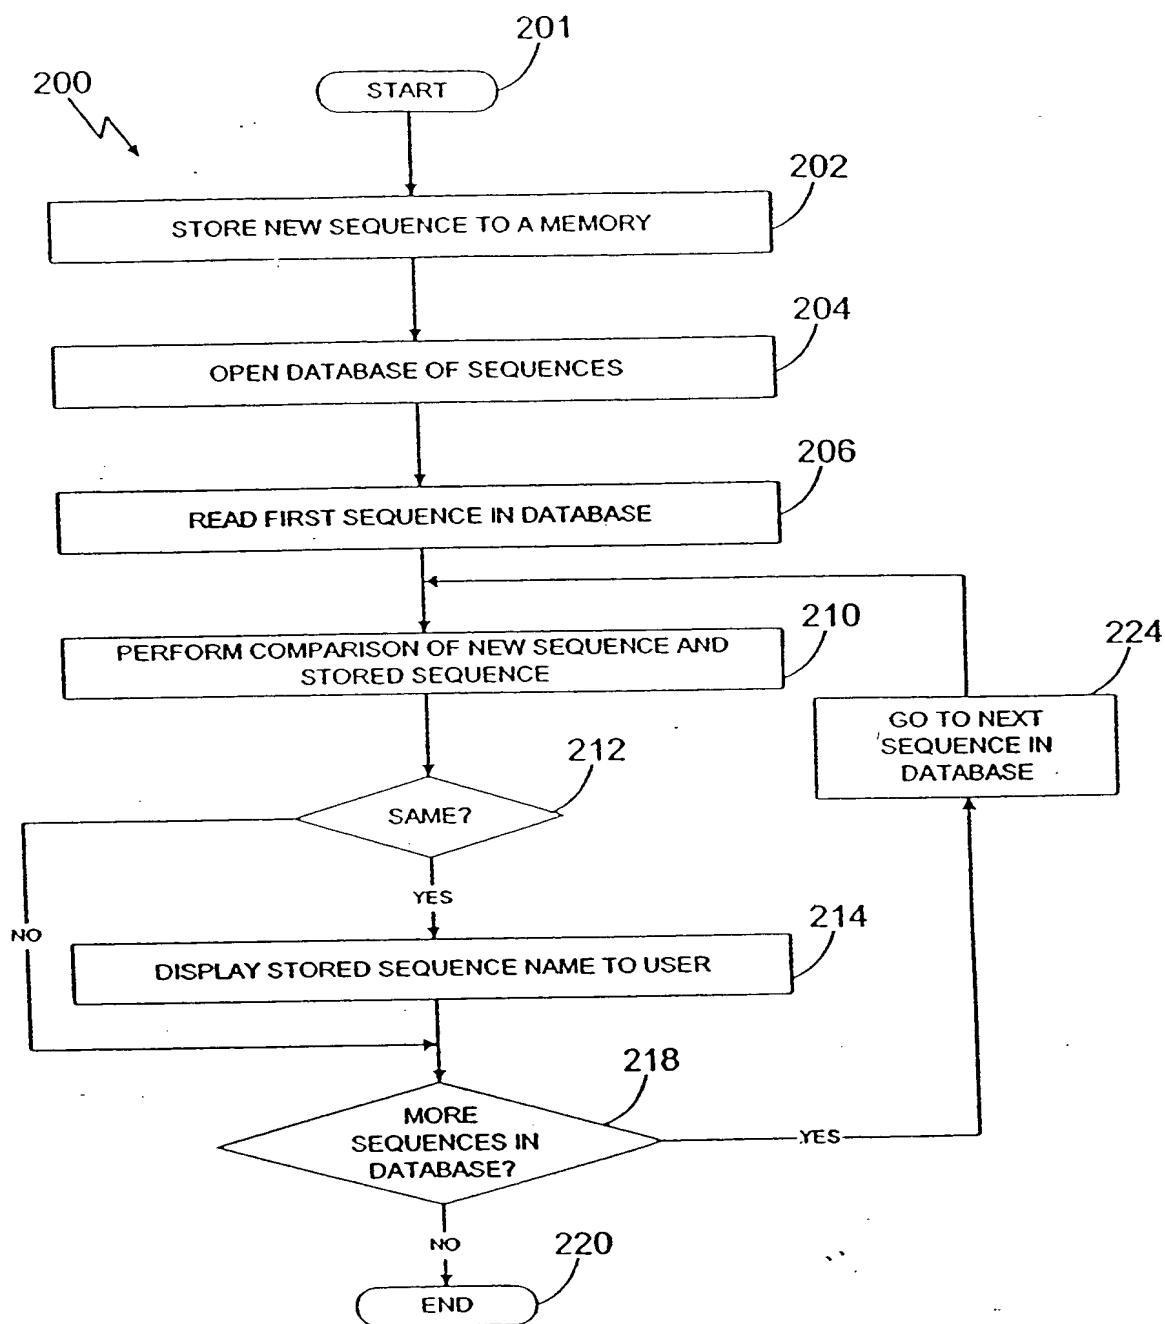 201
200
START
202
STORE NEW SEQUENCE TO A MEMORY
204
OPEN DATABASE OF SEQUENCES
206
READ FIRST SEQUENCE IN DATABASE
210
PERFORM COMPARISON OF NEW SEQUENCE AND
STORED SEQUENCE
224
GO TO NEXT
SEQUENCE IN
DATABASE
212
SAME?
YES
NO
214
DISPLAY STORED SEQUENCE NAME TO USER
218
MORE
SEQUENCES IN
DATABASE?
YES
NO
220
END